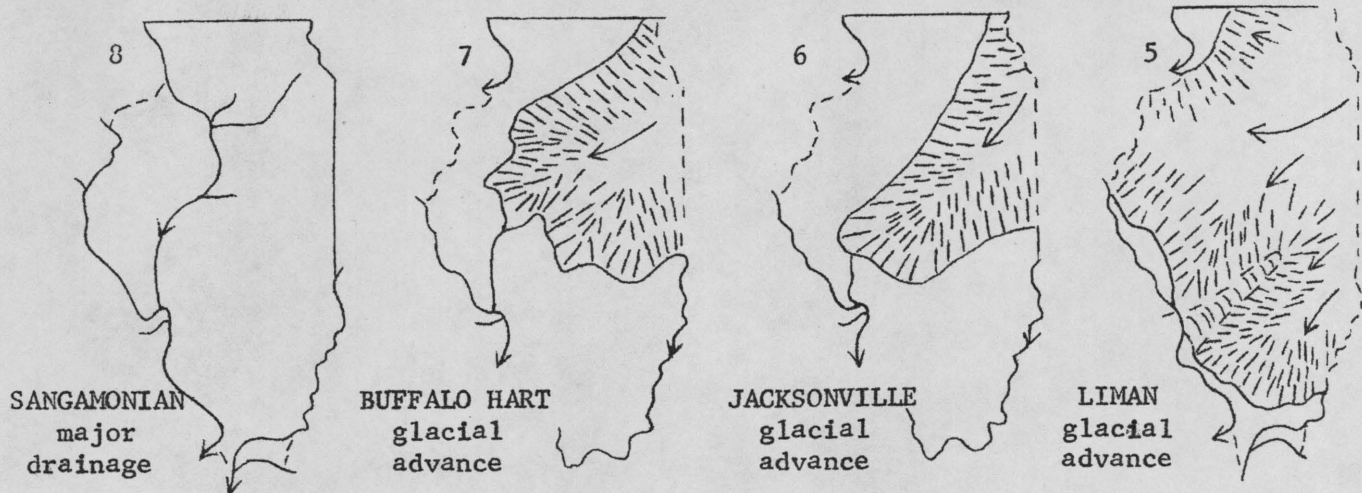 8
7
6
5
SANGAMONIAN
major
drainage
BUFFALO HART
glacial
advance
JACKSONVILLE
glacial
advance
LIMAN
glacial
advance